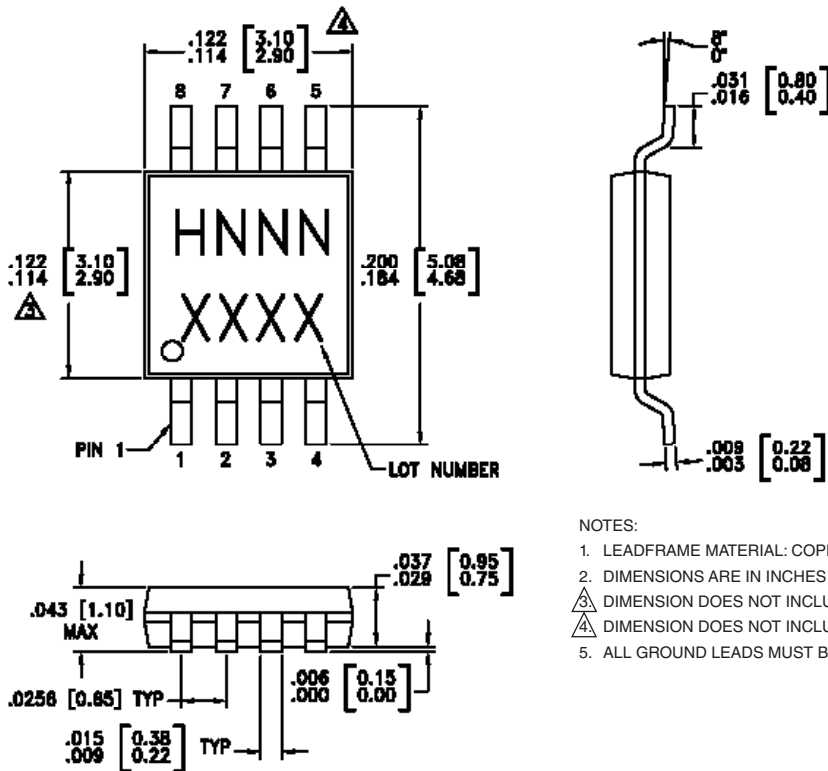 .122 [3.10]
.114 [2.90]
4
8 7 6 5
8°
0°
.031 [0.80]
.016 [0.40]
HNNN
XXXX
.122 [3.10]
.114 [2.90]
3
.200 [5.08]
.184 [4.68]
PIN 1
1 2 3 4
LOT NUMBER
.009 [0.22]
.003 [0.08]
.043 [1.10]
MAX
.037 [0.95]
.029 [0.75]
.0256 [0.65] TYP
.006 [0.15]
.000 [0.00]
.015 [0.38]
.009 [0.22]
TYP
NOTES:
1. LEADFRAME MATERIAL:
2. DIMENSIONS ARE IN INCHES
3. DIMENSION DOES NOT
4. DIMENSION DOES NOT
5. ALL GROUND LEADS MUST